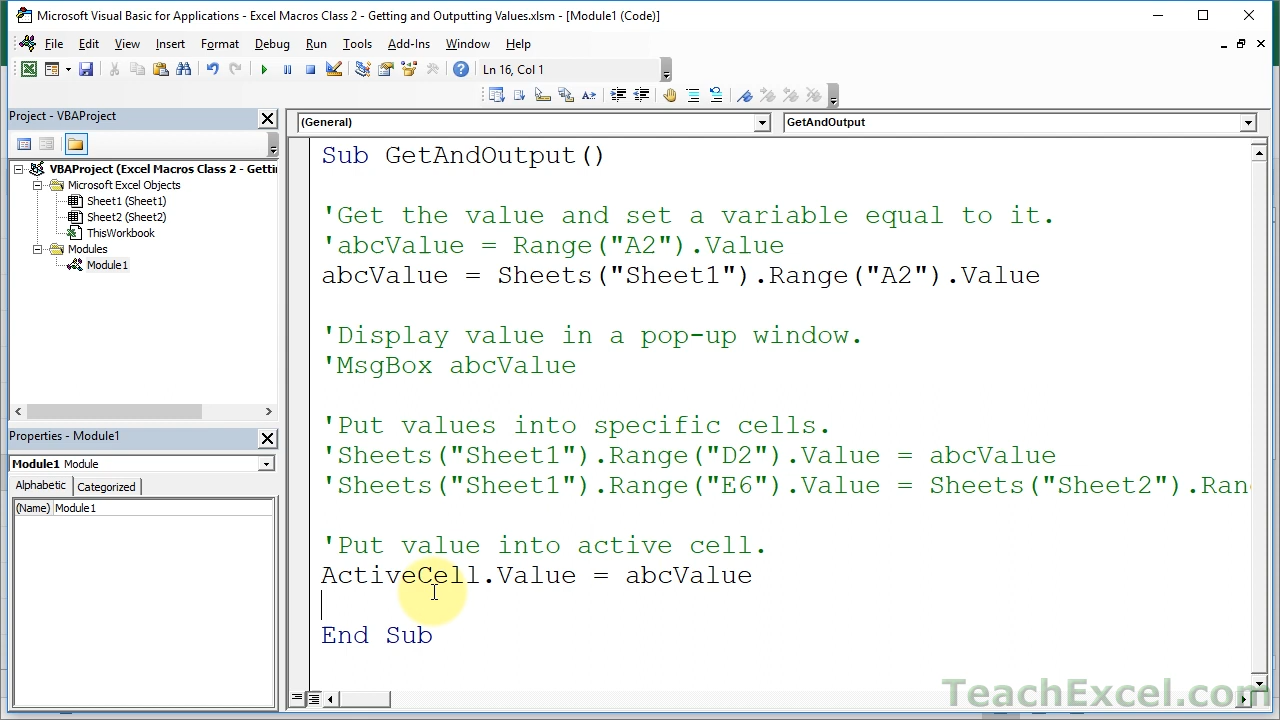 Microsoft Visual Basic for Applications - Excel Macros Class 2 - Getting and Outputting Values.xlsm - [Module1 (Code)]
File Edit View Insert Format Debug Run Tools Add-Ins Window Help
Ln 16, Col 1
Project - VBAProject
VBAProject (Excel Macros Class 2 - Getti
Microsoft Excel Objects
Sheet1 (Sheet1)
Sheet2 (Sheet2)
ThisWorkbook
Modules
Module1
Properties - Module1
Module1 Module
Alphabetic Categorized
(Name) Module1
(General) GetAndOutput
Sub GetAndOutput()
'Get the value and set a variable equal to it.
'abcValue = Range("A2").Value
abcValue = Sheets("Sheet1").Range("A2").Value
'Display value in a pop-up window.
'MsgBox abcValue
'Put values into specific cells.
'Sheets("Sheet1").Range("D2").Value = abcValue
'Sheets("Sheet1").Range("E6").Value = Sheets("Sheet2").Ran
'Put value into active cell.
ActiveCell.Value = abcValue
End Sub
TeachExcel.com